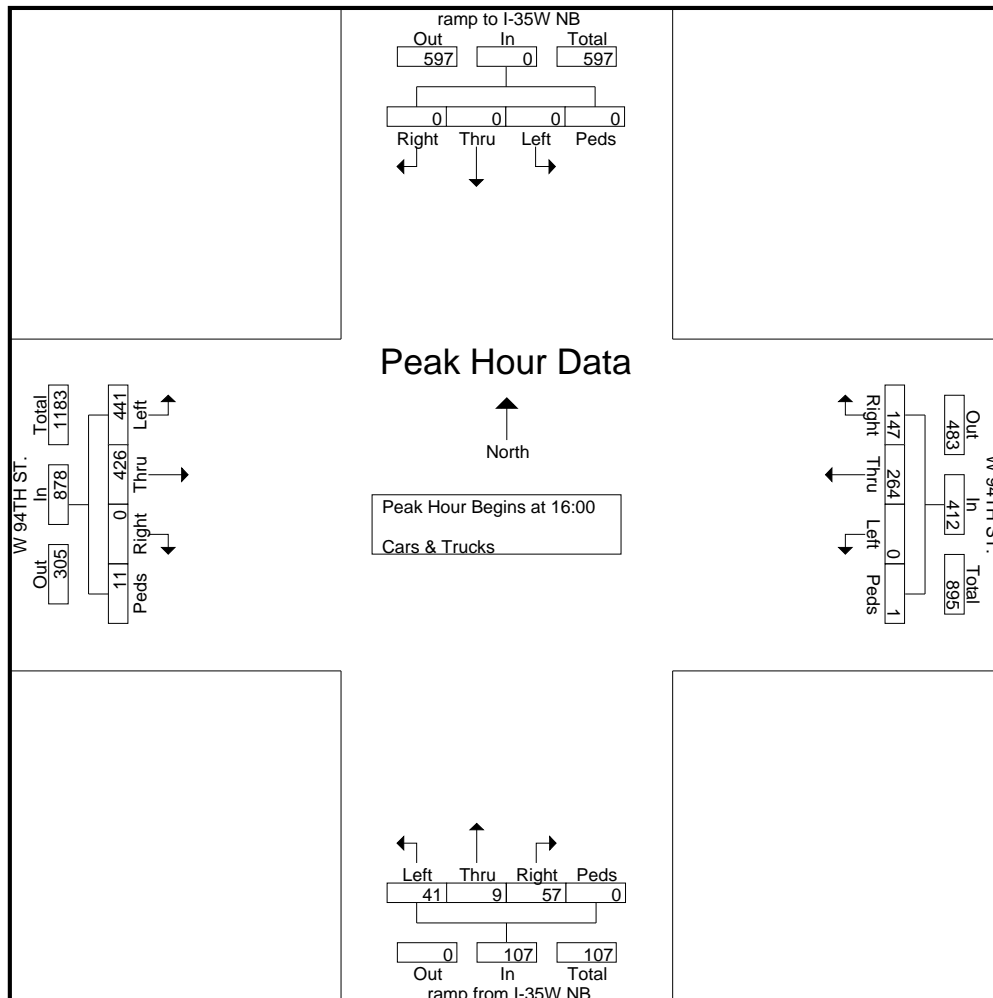 ramp to I-35W NB
Out In Total
597 0 597
0 0 0 0
Right Thru Left Peds
Peak Hour Data
North
Peak Hour Begins at 16:00
Cars & Trucks
W 94TH ST.
Out In Total
305 878 1183
11 0 426 441
Peds Right Thru Left
W 94TH ST.
Out In Total
483 412 895
147 264 0 1
Right Thru Left Peds
Left Thru Right Peds
41 9 57 0
0 107 107
Out In Total
ramp from I-35W NB